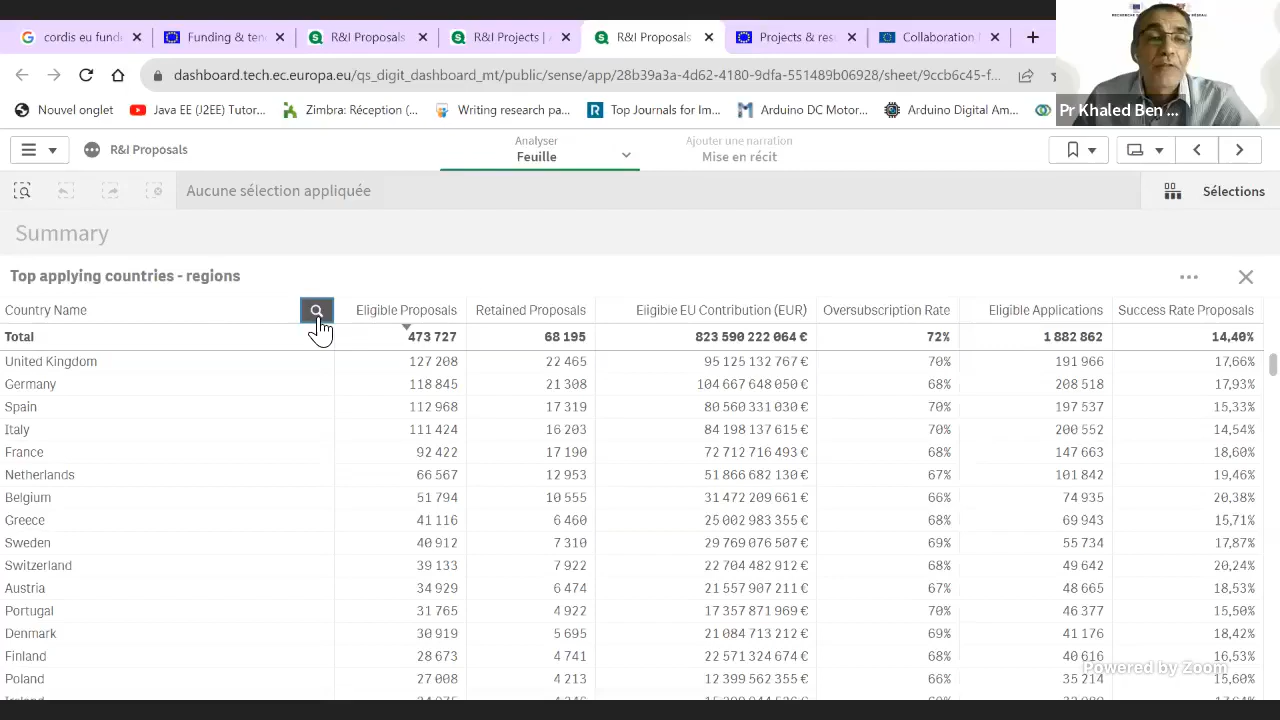 cordis eu fund
Funding & ten
R&I Proposals
R&I Projects | A
R&I Proposals
Projects & res
Collaboration
dashboard.tech.ec.europa.eu/qs_digit_dashboard_mt/public/sense/app/28b39a3a-4d62-4180-9dfa-551489b06928/sheet/9ccb6c45-f...
Nouvel onglet
Java EE (J2EE) Tutor...
Zimbra: Reception (...
Writing research pa...
Top Journals for Im...
Arduino DC Motor...
Arduino Digital Am...
Pr Khaled Ben ...
R&I Proposals
Analyser
Feuille
Ajouter une narration
Mise en récit
Aucune sélection appliquée
Sélections
Summary
Top applying countries - regions
Country Name Eligible Proposals Retained Proposals Eligibie EU Contribution (EUR) Oversubscription Rate Eligible Applications Success Rate Proposals
Total 473 727 68 195 823 590 222 064 € 72% 1 882 862 14,40%
United Kingdom 127 208 22 465 95 125 132 767 € 70% 191 966 17,66%
Germany 118 845 21 308 104 667 648 050 € 68% 208 518 17,93%
Spain 112 968 17 319 80 560 331 030 € 70% 197 537 15,33%
Italy 111 424 16 203 84 198 137 615 € 70% 200 552 14,54%
France 92 422 17 190 72 712 716 493 € 68% 147 663 18,60%
Netherlands 66 567 12 953 51 866 682 130 € 67% 101 842 19,46%
Belgium 51 794 10 555 31 472 209 661 € 66% 74 935 20,38%
Greece 41 116 6 460 25 002 983 355 € 68% 69 943 15,71%
Sweden 40 912 7 310 29 769 076 507 € 69% 55 734 17,87%
Switzerland 39 133 7 922 22 704 482 912 € 68% 49 642 20,24%
Austria 34 929 6 474 21 557 907 211 € 67% 48 665 18,53%
Portugal 31 765 4 922 17 357 871 969 € 70% 46 377 15,50%
Denmark 30 919 5 695 21 084 713 212 € 69% 41 176 18,42%
Finland 28 673 4 741 22 571 324 674 € 68% 40 616 16,53%
Poland 27 008 4 213 12 399 562 355 € 66% 35 214 15,60%
Powered by Zoom